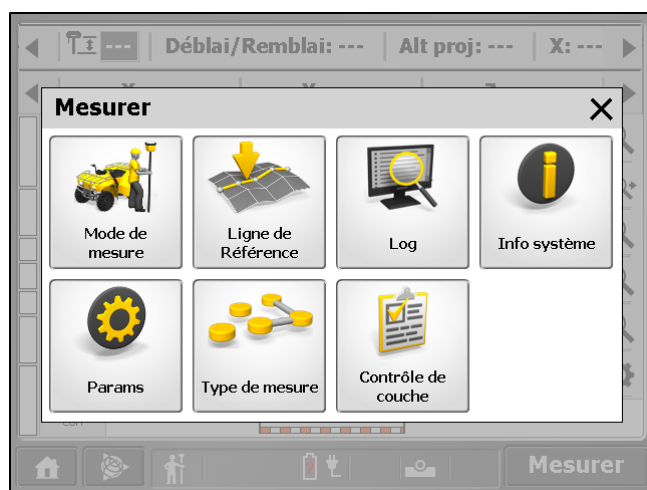 --- Déblai/Remblai: --- Alt proj: --- X: ---
Mesurer
Mode de
mesure
Ligne de
Référence
Log
Info système
Params
Type de mesure
Contrôle de
couche
Mesurer